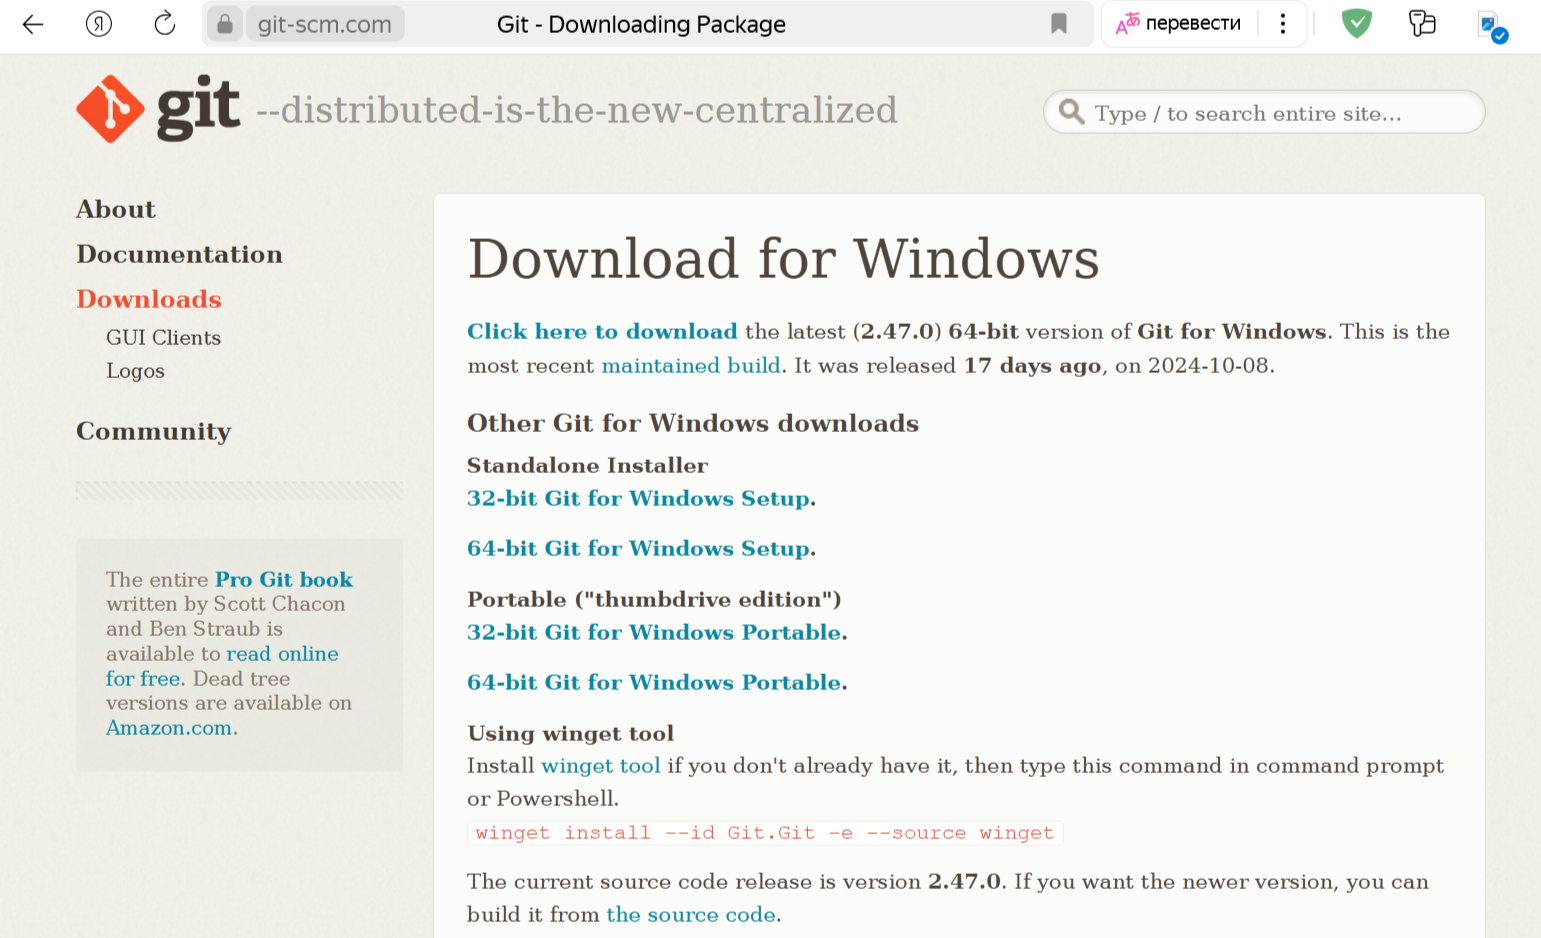 git-scm.com
Git - Downloading Package
перевести
git --distributed-is-the-new-centralized
Type / to search entire site...
About
Documentation
Downloads
GUI Clients
Logos
Community
The entire Pro Git book
written by Scott Chacon
and Ben Straub is
available to read online
for free. Dead tree
versions are available on
Amazon.com.
Download for Windows
Click here to download the latest (2.47.0) 64-bit version of Git for Windows. This is the
most recent maintained build. It was released 17 days ago, on 2024-10-08.
Other Git for Windows downloads
Standalone Installer
32-bit Git for Windows Setup.
64-bit Git for Windows Setup.
Portable ("thumbdrive edition")
32-bit Git for Windows Portable.
64-bit Git for Windows Portable.
Using winget tool
Install winget tool if you don't already have it, then type this command in command prompt
or Powershell.
winget install --id Git.Git -e --source winget
The current source code release is version 2.47.0. If you want the newer version, you can
build it from the source code.